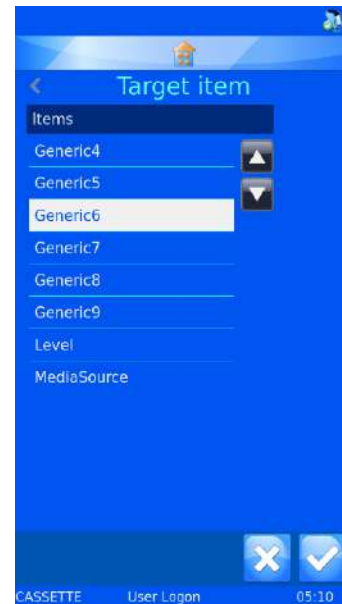 Target item
Items
Generic4
Generic5
Generic6
Generic7
Generic8
Generic9
Level
MediaSource
CASSETTE User Logon 05:10